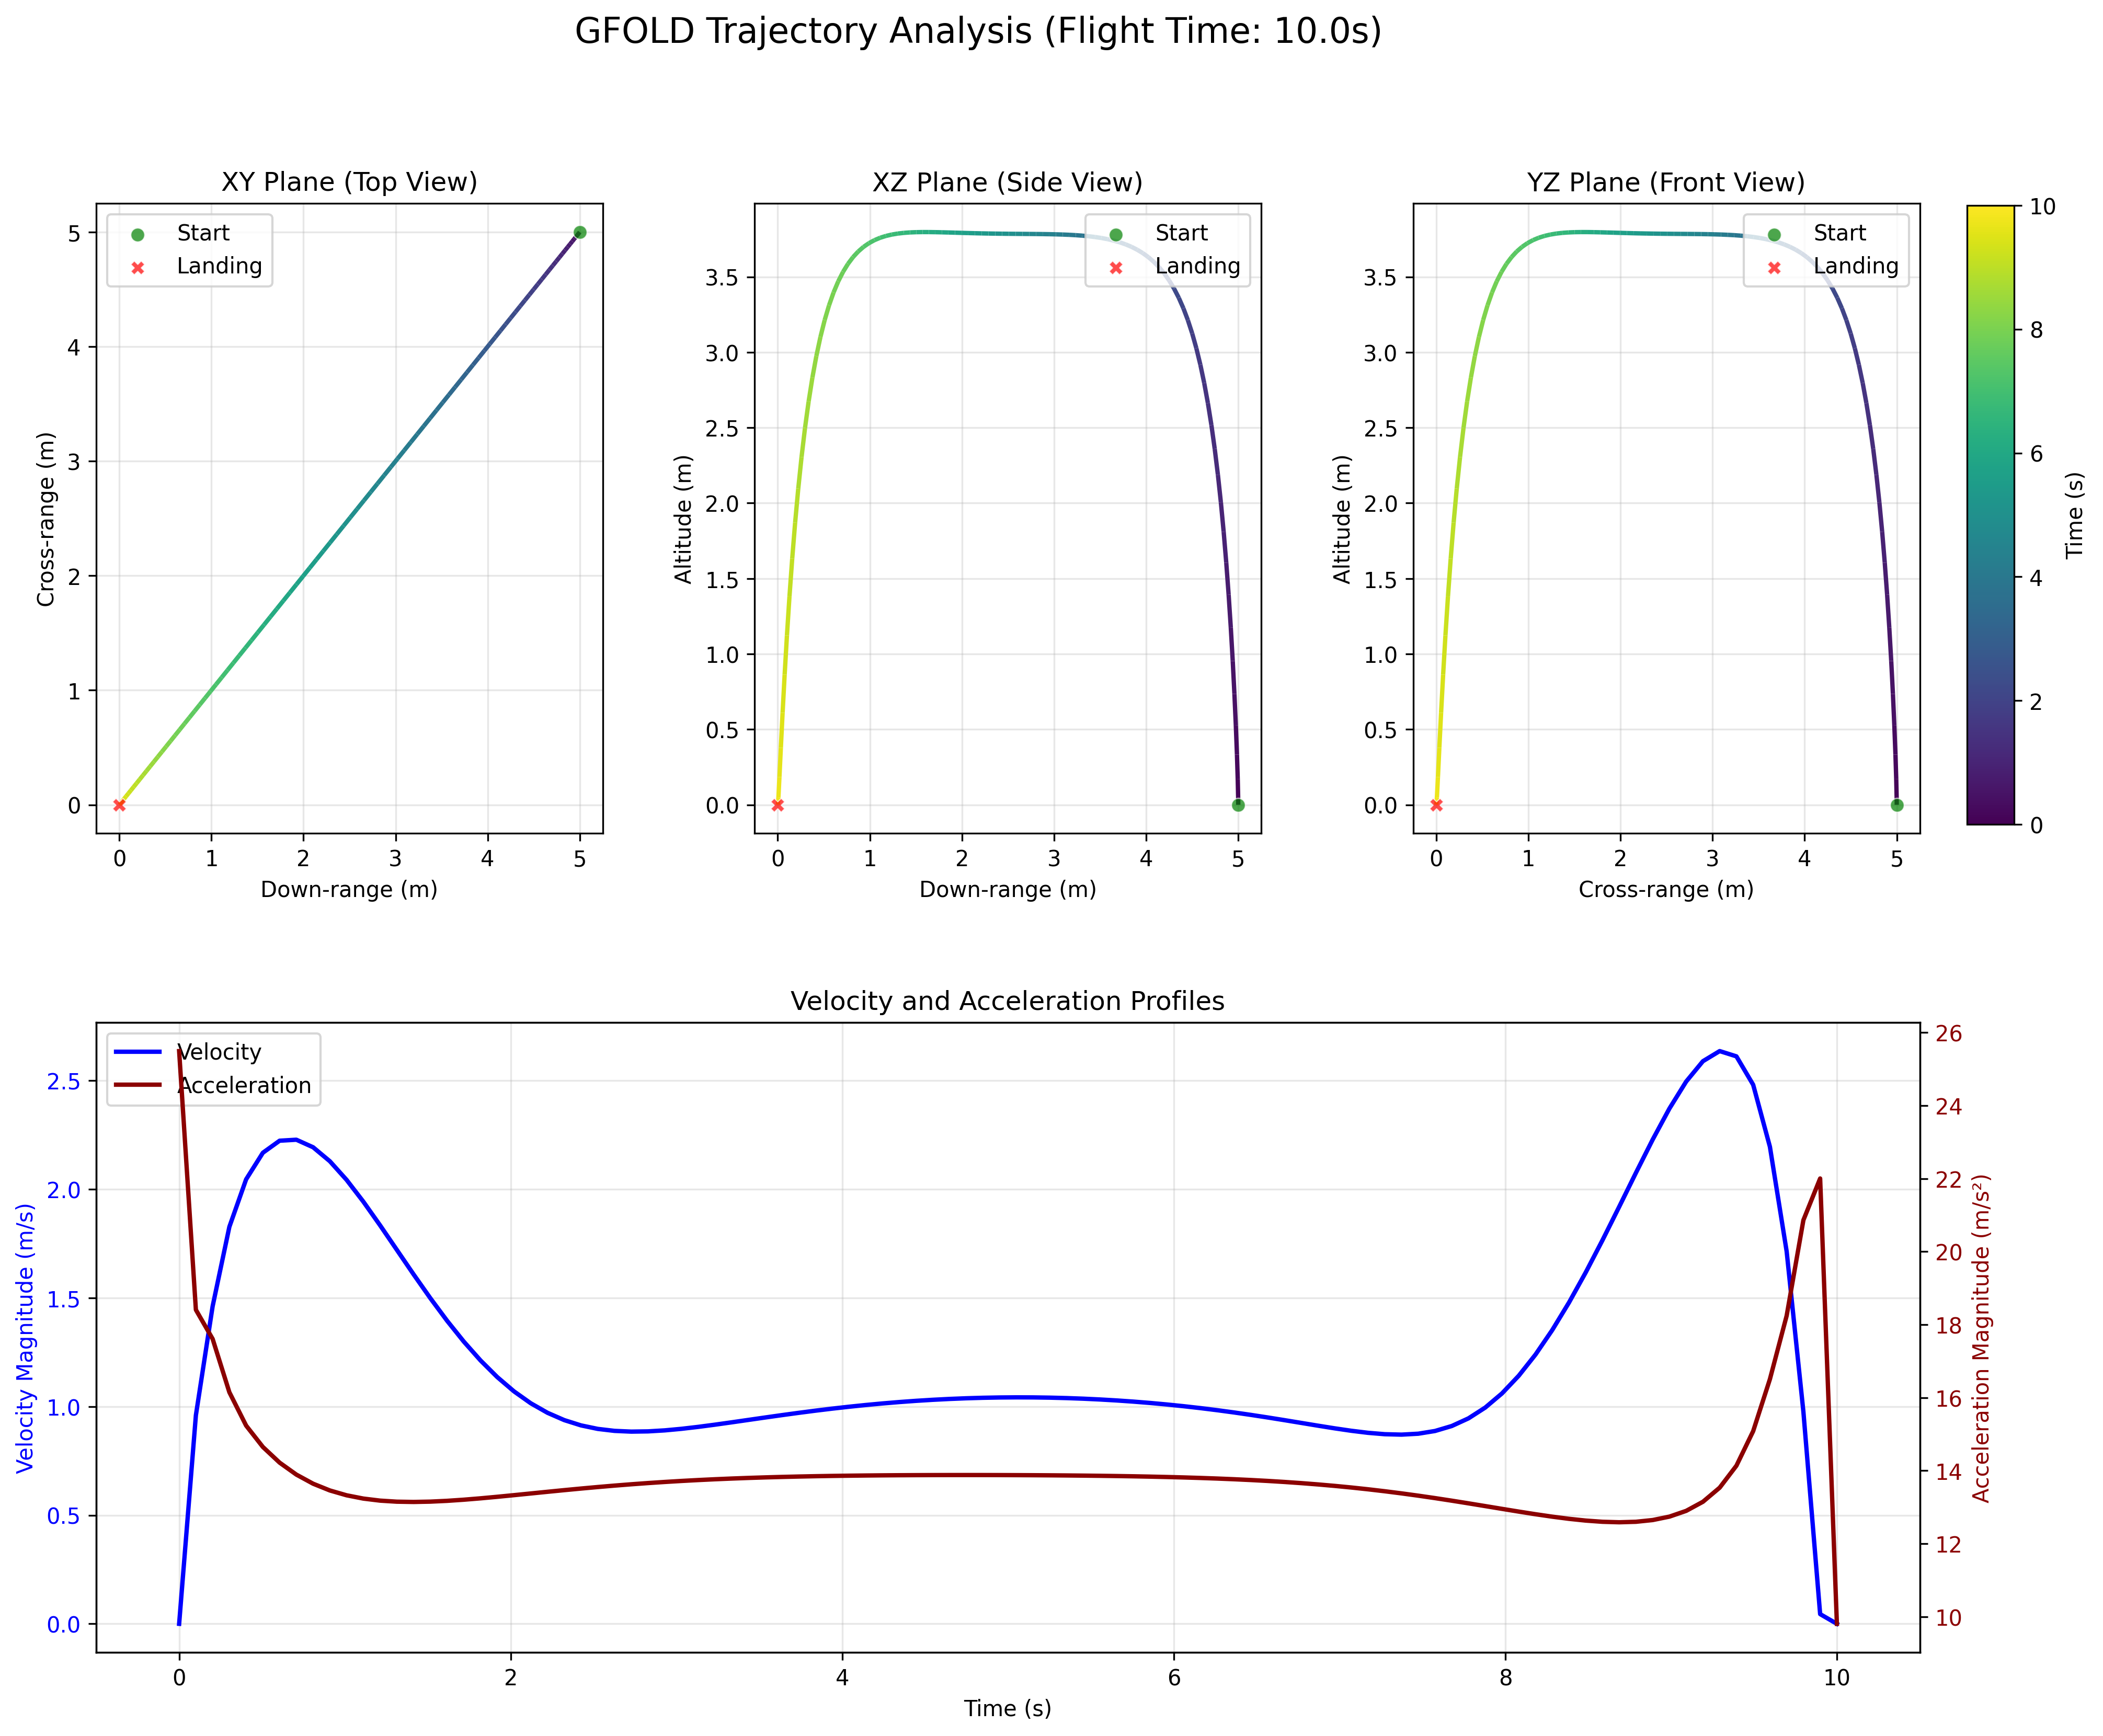 GFOLD Trajectory Analysis (Flight Time: 10.0s)
XY Plane (Top View)
Start
Landing
5
4
3
2
1
0
Cross-range (m)
0 1 2 3 4 5
Down-range (m)
XZ Plane (Side View)
Start
Landing
3.5
3.0
2.5
2.0
1.5
1.0
0.5
0.0
Altitude (m)
0 1 2 3 4 5
Down-range (m)
YZ Plane (Front View)
Start
Landing
3.5
3.0
2.5
2.0
1.5
1.0
0.5
0.0
Altitude (m)
0 1 2 3 4 5
Cross-range (m)
10
8
6
4
2
0
Time (s)
Velocity and Acceleration Profiles
Velocity
Acceleration
2.5
2.0
1.5
1.0
0.5
0.0
Velocity Magnitude (m/s)
26
24
22
20
18
16
14
12
10
Acceleration Magnitude (m/s²)
0 2 4 6 8 10
Time (s)